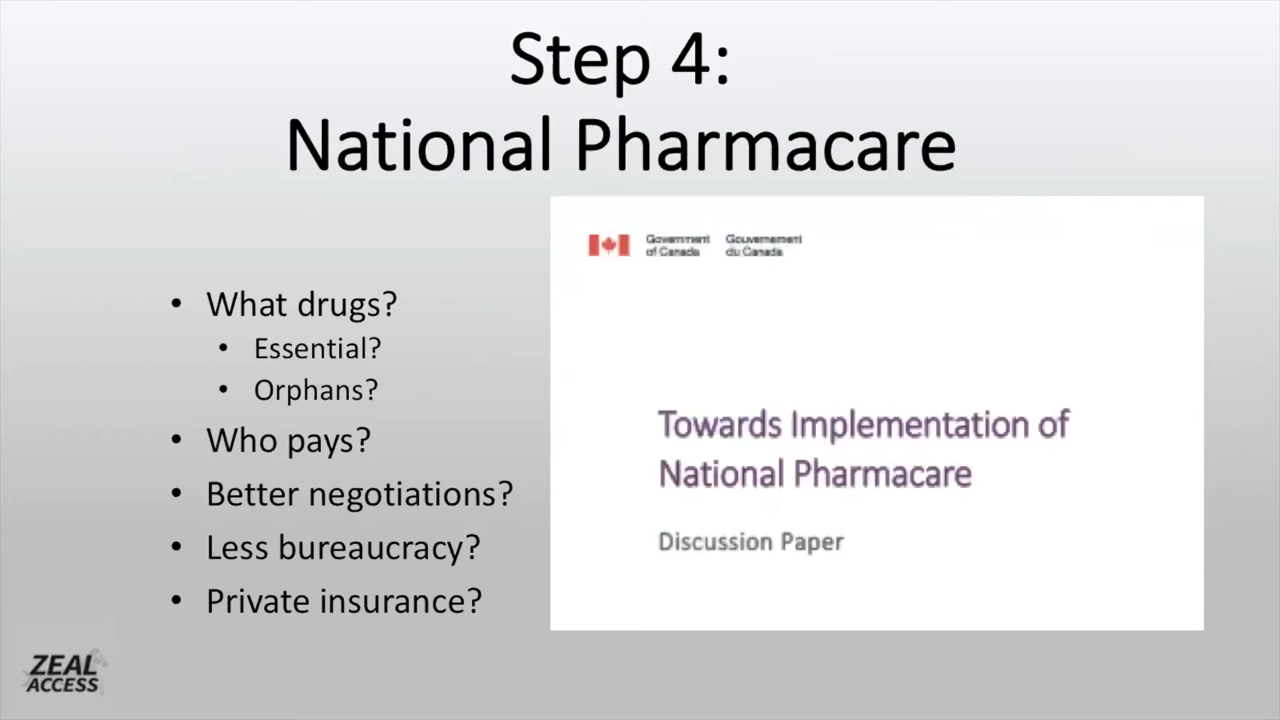 Step 4:
National Pharmacare
• What drugs?
• Essential?
• Orphans?
• Who pays?
• Better negotiations?
• Less bureaucracy?
• Private insurance?
Government of Canada
Gouvernement du Canada
Towards Implementation of
National Pharmacare
Discussion Paper
ZEAL
ACCESS